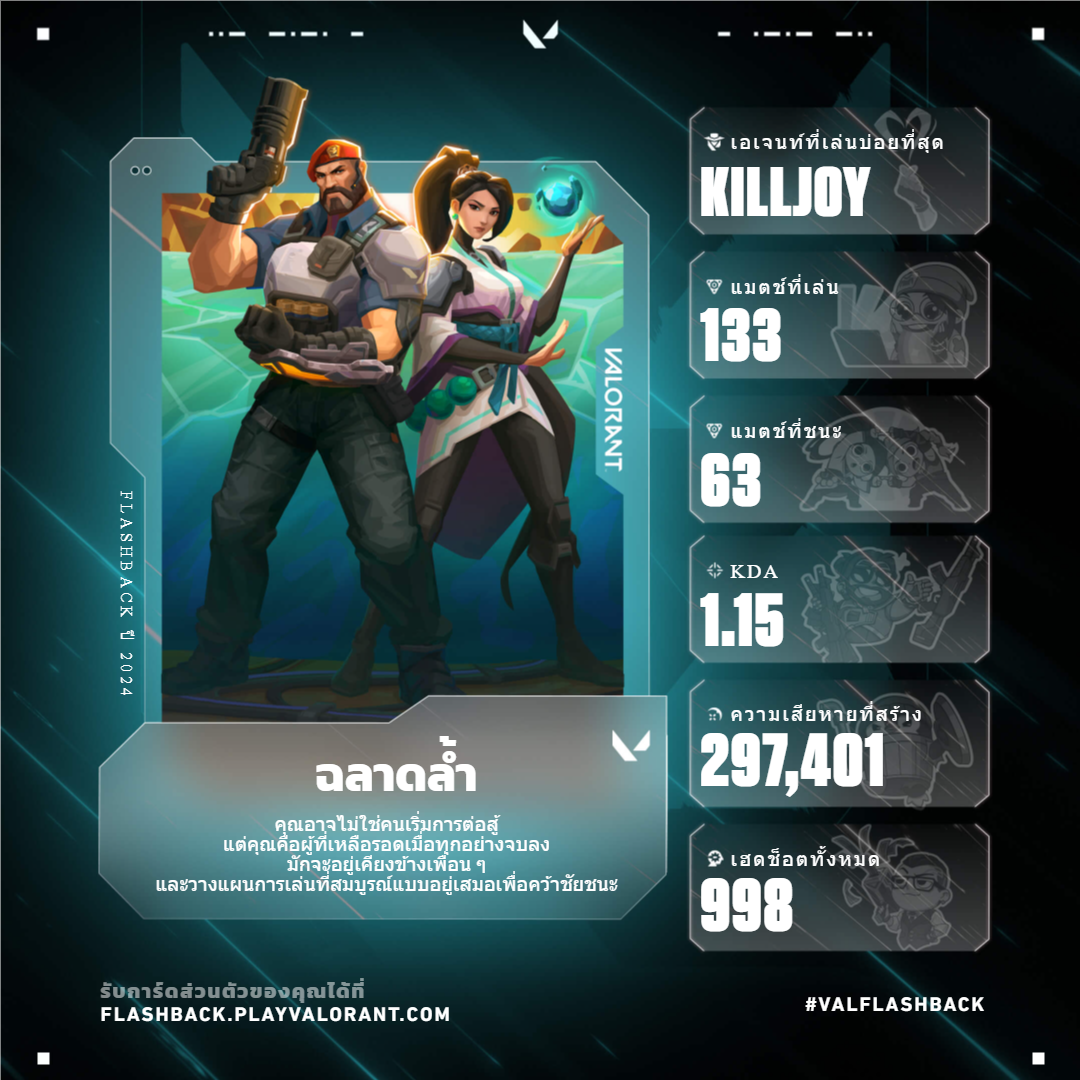 เอเจนท์ที่เล่นบ่อยที่สุด
KILLJOY
แมตช์ที่เล่น
133
แมตช์ที่ชนะ
63
KDA
1.15
ความเสียหายที่สร้าง
297,401
เฮดช็อตทั้งหมด
998
VALORANT
FLASHBACK ปี 2024
ฉลาดล้ำ
คุณอาจไม่ใช่คนเริ่มการต่อสู้
แต่คุณคือผู้ที่เหลือรอดเมื่อทุกอย่างจบลง
มักจะอยู่เคียงข้างเพื่อน ๆ
และวางแผนการเล่นที่สมบูรณ์แบบอยู่เสมอเพื่อคว้าชัยชนะ
รับการ์ดส่วนตัวของคุณได้ที่
FLASHBACK.PLAYVALORANT.COM
#VALFLASHBACK